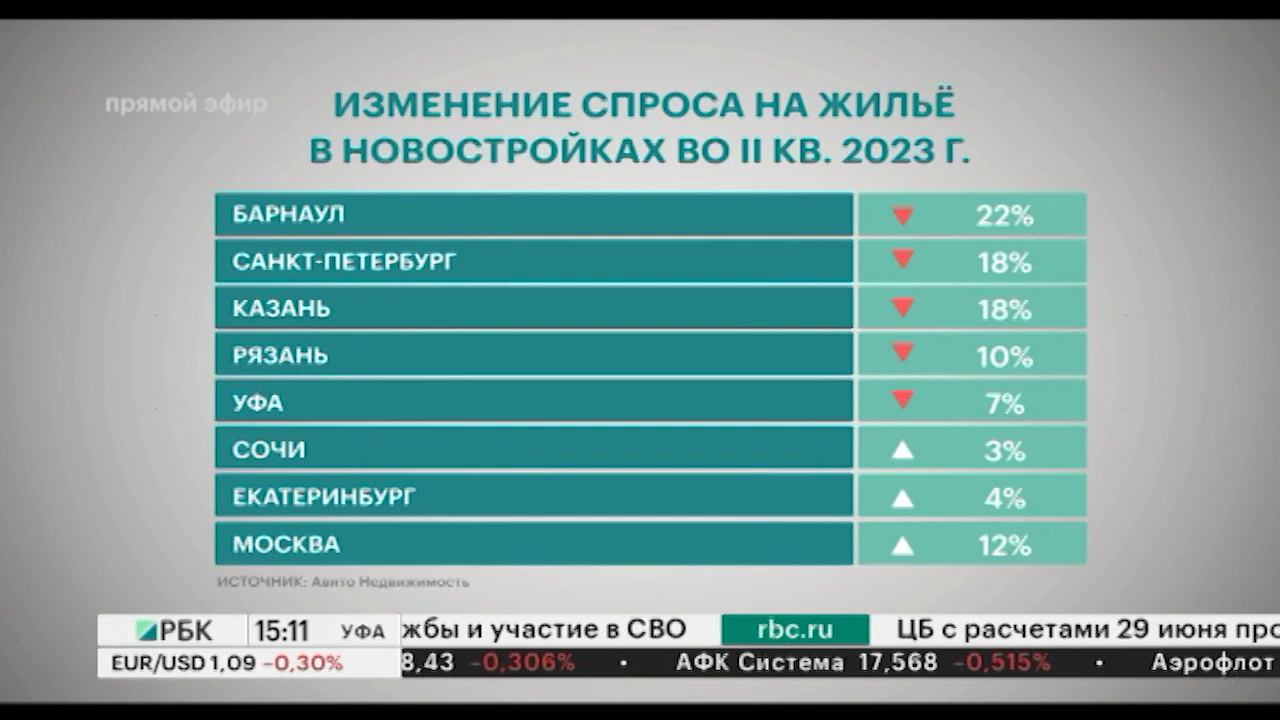 прямой эфир
ИЗМЕНЕНИЕ СПРОСА НА ЖИЛЬЁ
В НОВОСТРОЙКАХ ВО II КВ. 2023 Г.
БАРНАУЛ ▼ 22%
САНКТ-ПЕТЕРБУРГ ▼ 18%
КАЗАНЬ ▼ 18%
РЯЗАНЬ ▼ 10%
УФА ▼ 7%
СОЧИ ▲ 3%
ЕКАТЕРИНБУРГ ▲ 4%
МОСКВА ▲ 12%
ИСТОЧНИК: Авито Недвижимость
РБК 15:11 УФА жбы и участие в СВО rbc.ru ЦБ с расчетами 29 июня про
EUR/USD 1,09 -0,30% 8,43 -0,306% • АФК Система 17,568 -0,515% • Аэрофлот